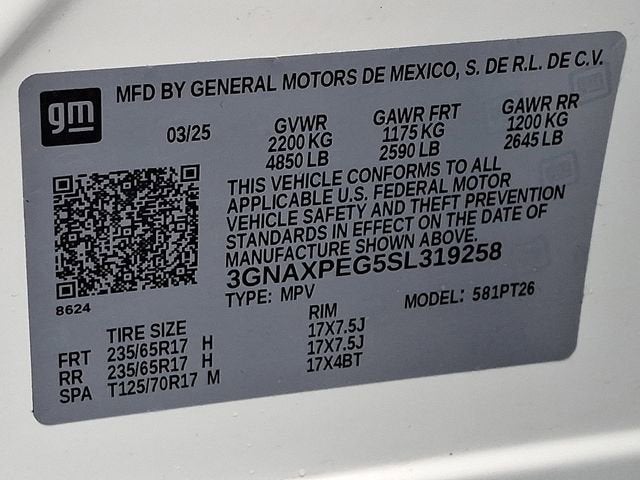 gm
MFD BY GENERAL MOTORS DE MEXICO, S. DE R.L. DE C.V.
03/25 GVWR GAWR FRT GAWR RR
2200 KG 1175 KG 1200 KG
4850 LB 2590 LB 2645 LB
THIS VEHICLE CONFORMS TO ALL
APPLICABLE U.S. FEDERAL MOTOR
VEHICLE SAFETY AND THEFT PREVENTION
STANDARDS IN EFFECT ON THE DATE OF
MANUFACTURE SHOWN ABOVE.
3GNAXPEG5SL319258
TYPE: MPV MODEL: 581PT26
8624
TIRE SIZE RIM
FRT 235/65R17 H 17X7.5J
RR 235/65R17 H 17X7.5J
SPA T125/70R17 M 17X4BT